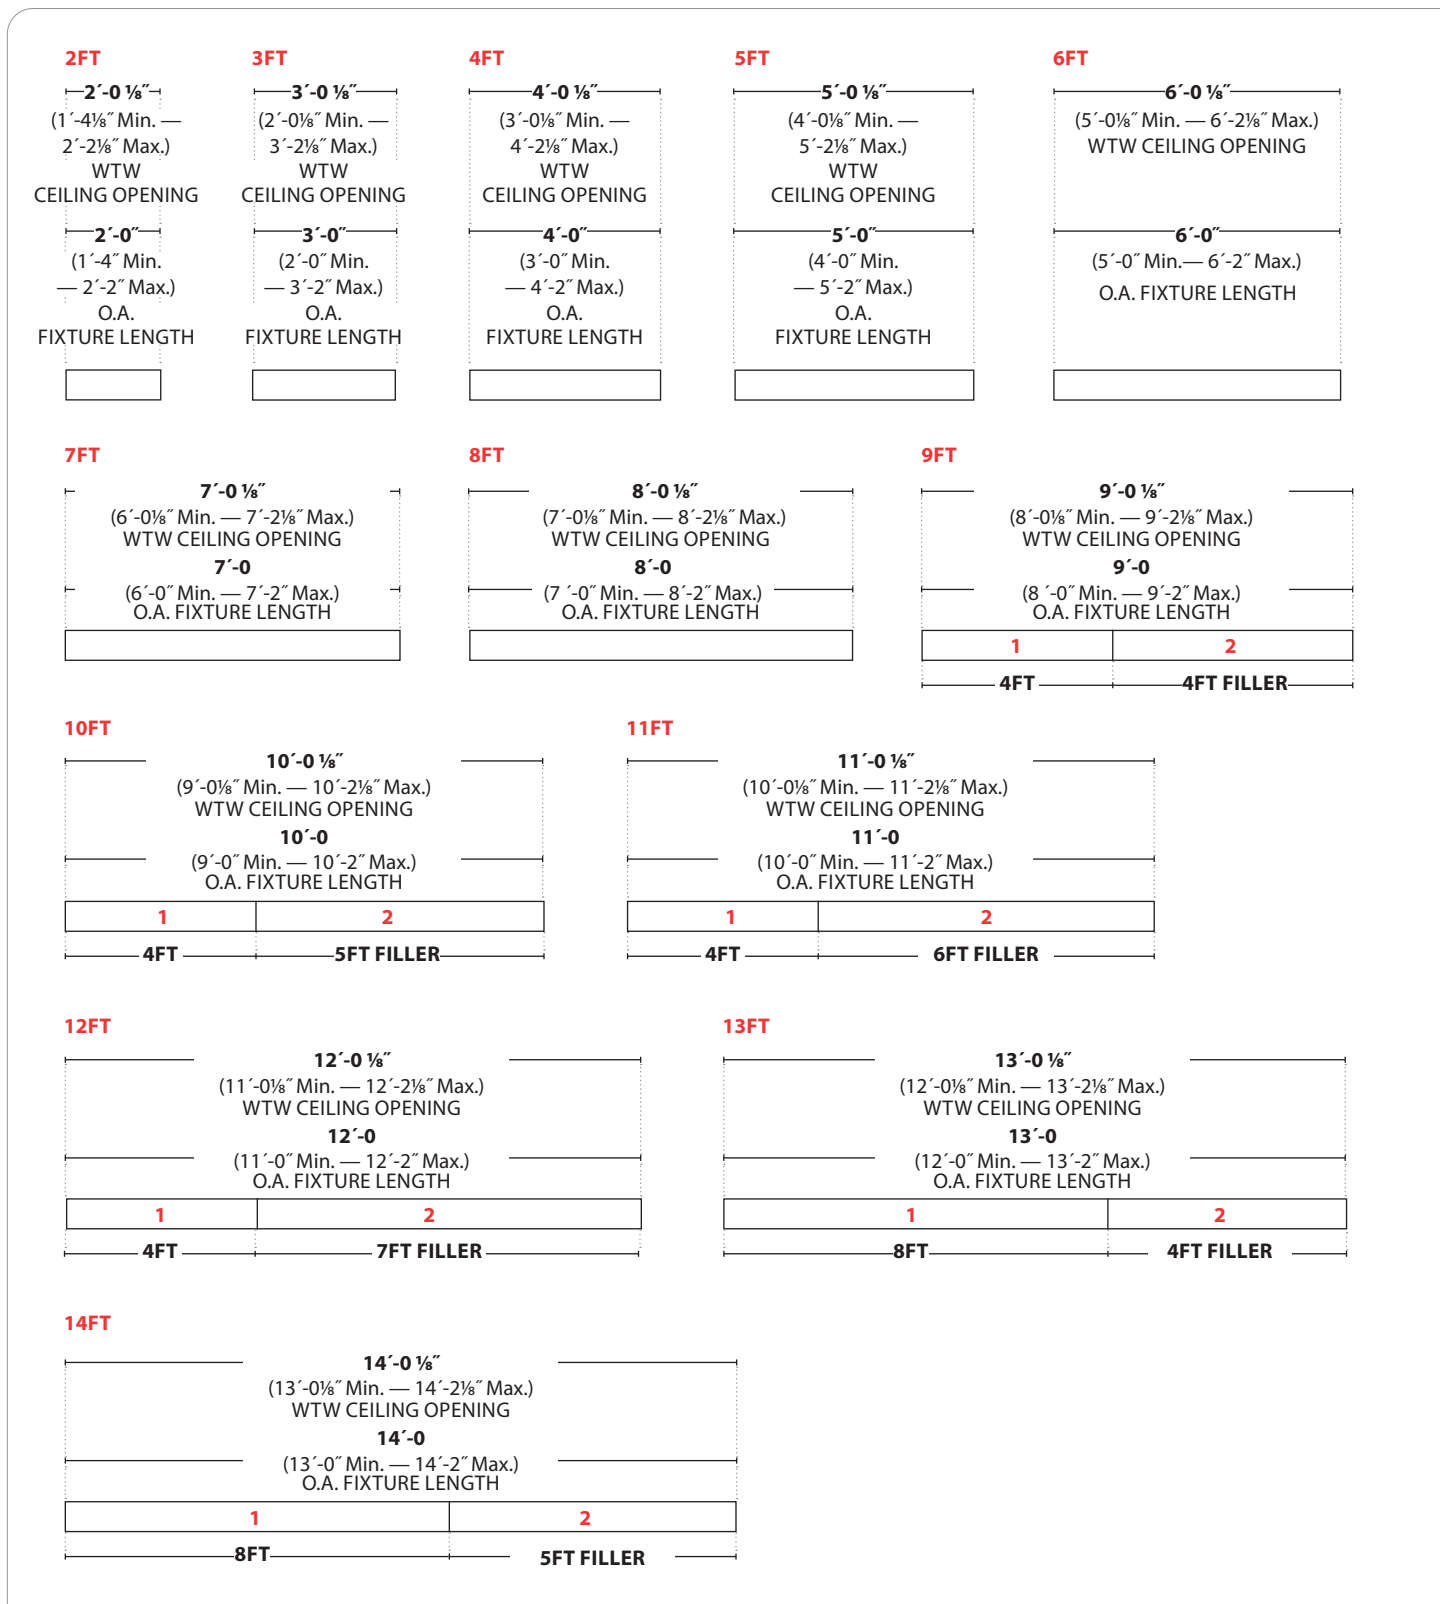 2FT
2´-0 ⅛˝
(1´-4⅛˝ Min. —
2´-2⅛˝ Max.)
WTW
CEILING OPENING
2´-0˝
(1´-4˝ Min.
— 2´-2˝ Max.)
O.A.
FIXTURE LENGTH
3FT
3´-0 ⅛˝
(2´-0⅛˝ Min. —
3´-2⅛˝ Max.)
WTW
CEILING OPENING
3´-0˝
(2´-0˝ Min.
— 3´-2˝ Max.)
O.A.
FIXTURE LENGTH
4FT
4´-0 ⅛˝
(3´-0⅛˝ Min. —
4´-2⅛˝ Max.)
WTW
CEILING OPENING
4´-0˝
(3´-0˝ Min.
— 4´-2˝ Max.)
O.A.
FIXTURE LENGTH
5FT
5´-0 ⅛˝
(4´-0⅛˝ Min. —
5´-2⅛˝ Max.)
WTW
CEILING OPENING
5´-0˝
(4´-0˝ Min.
— 5´-2˝ Max.)
O.A.
FIXTURE LENGTH
6FT
6´-0 ⅛˝
(5´-0⅛˝ Min. — 6´-2⅛˝ Max.)
WTW CEILING OPENING
6´-0˝
(5´-0˝ Min.— 6´-2˝ Max.)
O.A. FIXTURE LENGTH
7FT
7´-0 ⅛˝
(6´-0⅛˝ Min. — 7´-2⅛˝ Max.)
WTW CEILING OPENING
7´-0
(6´-0˝ Min. — 7´-2˝ Max.)
O.A. FIXTURE LENGTH
8FT
8´-0 ⅛˝
(7´-0⅛˝ Min. — 8´-2⅛˝ Max.)
WTW CEILING OPENING
8´-0
(7 ´-0˝ Min. — 8´-2˝ Max.)
O.A. FIXTURE LENGTH
9FT
9´-0 ⅛˝
(8´-0⅛˝ Min. — 9´-2⅛˝ Max.)
WTW CEILING OPENING
9´-0
(8 ´-0˝ Min. — 9´-2˝ Max.)
O.A. FIXTURE LENGTH
1 2
4FT 4FT FILLER
10FT
10´-0 ⅛˝
(9´-0⅛˝ Min. — 10´-2⅛˝ Max.)
WTW CEILING OPENING
10´-0
(9´-0˝ Min. — 10´-2˝ Max.)
O.A. FIXTURE LENGTH
1 2
4FT 5FT FILLER
11FT
11´-0 ⅛˝
(10´-0⅛˝ Min. — 11´-2⅛˝ Max.)
WTW CEILING OPENING
11´-0
(10´-0˝ Min. — 11´-2˝ Max.)
O.A. FIXTURE LENGTH
1 2
4FT 6FT FILLER
12FT
12´-0 ⅛˝
(11´-0⅛˝ Min. — 12´-2⅛˝ Max.)
WTW CEILING OPENING
12´-0
(11´-0˝ Min. — 12´-2˝ Max.)
O.A. FIXTURE LENGTH
1 2
4FT 7FT FILLER
13FT
13´-0 ⅛˝
(12´-0⅛˝ Min. — 13´-2⅛˝ Max.)
WTW CEILING OPENING
13´-0
(12´-0˝ Min. — 13´-2˝ Max.)
O.A. FIXTURE LENGTH
1 2
8FT 4FT FILLER
14FT
14´-0 ⅛˝
(13´-0⅛˝ Min. — 14´-2⅛˝ Max.)
WTW CEILING OPENING
14´-0
(13´-0˝ Min. — 14´-2˝ Max.)
O.A. FIXTURE LENGTH
1 2
8FT 5FT FILLER